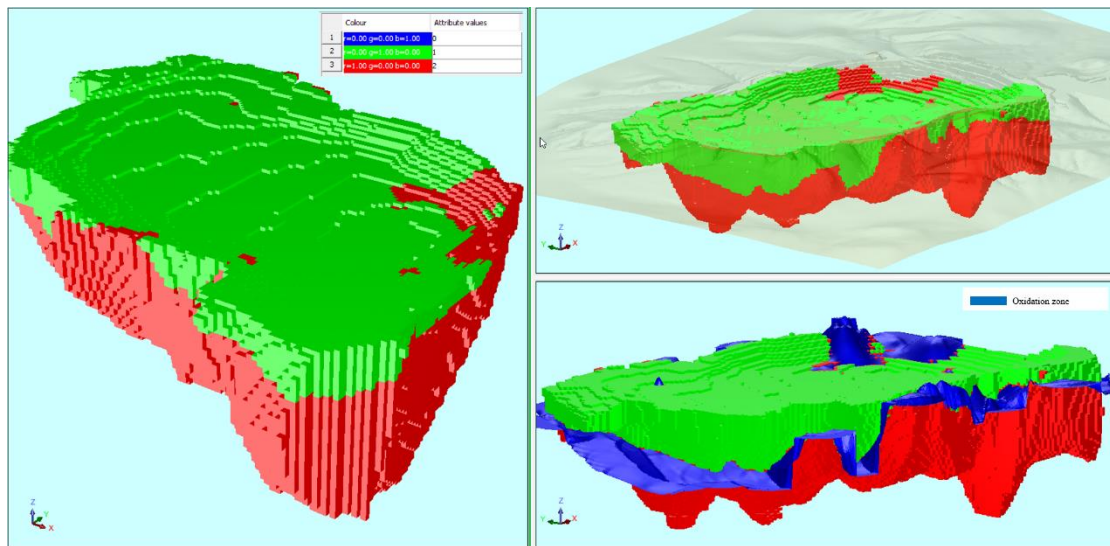 Colour Attribute values
1 r=0.00 g=0.00 b=1.00 0
2 r=0.00 g=1.00 b=0.00 1
3 r=1.00 g=0.00 b=0.00 2
Z
Y
X
Z
Y
X
Oxidation zone
Z
Y
X